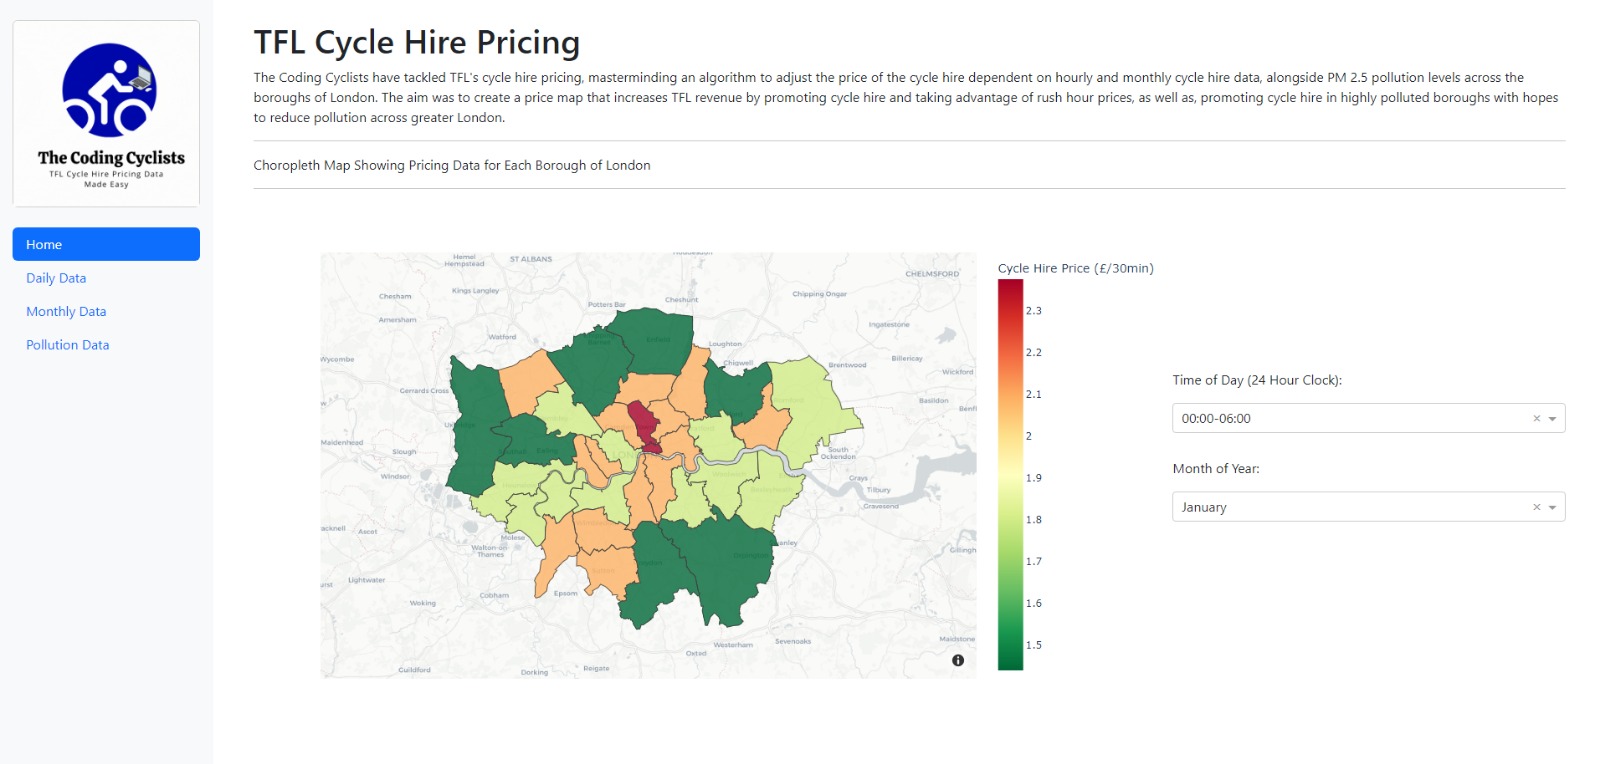 The Coding Cyclists
TFL Cycle Hire Pricing Data
Made Easy
Home
Daily Data
Monthly Data
Pollution Data
TFL Cycle Hire Pricing
The Coding Cyclists have tackled TFL's cycle hire pricing, masterminding an algorithm to adjust the price of the cycle hire dependent on hourly and monthly cycle hire data, alongside PM 2.5 pollution levels across the
boroughs of London. The aim was to create a price map that increases TFL revenue by promoting cycle hire and taking advantage of rush hour prices, as well as, promoting cycle hire in highly polluted boroughs with hopes
to reduce pollution across greater London.
Choropleth Map Showing Pricing Data for Each Borough of London
Hemel
Hempstead
ST ALBANS
CHELMSFORD
Kings Langley
Chesham
Potters Bar
Cheshunt
Chipping Ongar
Amersham
Watford
Loughton
Ingatestone
Wycombe
Chigwell
Brentwood
Billericay
Wickford
Gerrards Cross
Basildon
Benfl
Maidenhead
Slough
South
Ockendon
Windsor
Grays
Tilbury
Gravesend
Ascot
Molese
Walton-on
Thames
Lightwater
Cobham
Epsom
Woking
Westerham
Sevenoaks
Maidstone
Oxted
Guildford
Dorking
Reigate
Gillingh
Cycle Hire Price (£/30min)
2.3
2.2
2.1
2
1.9
1.8
1.7
1.6
1.5
Time of Day (24 Hour Clock):
00:00-06:00
Month of Year:
January